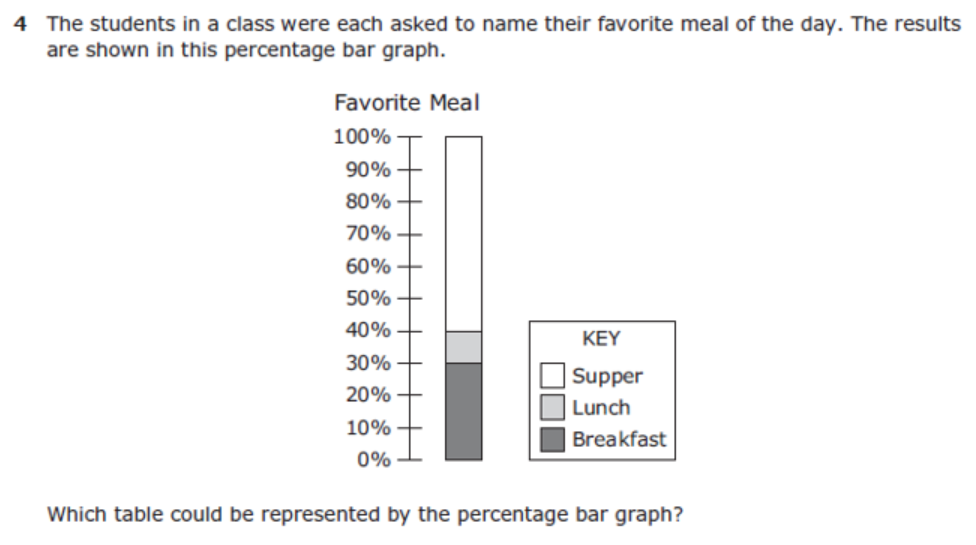 4 The students in a class were each asked to name their favorite meal of the day. The results
are shown in this percentage bar graph.
Favorite Meal
100%
90%
80%
70%
60%
50%
40%
30%
20%
10%
0%
KEY
Supper
Lunch
Breakfast
Which table could be represented by the percentage bar graph?